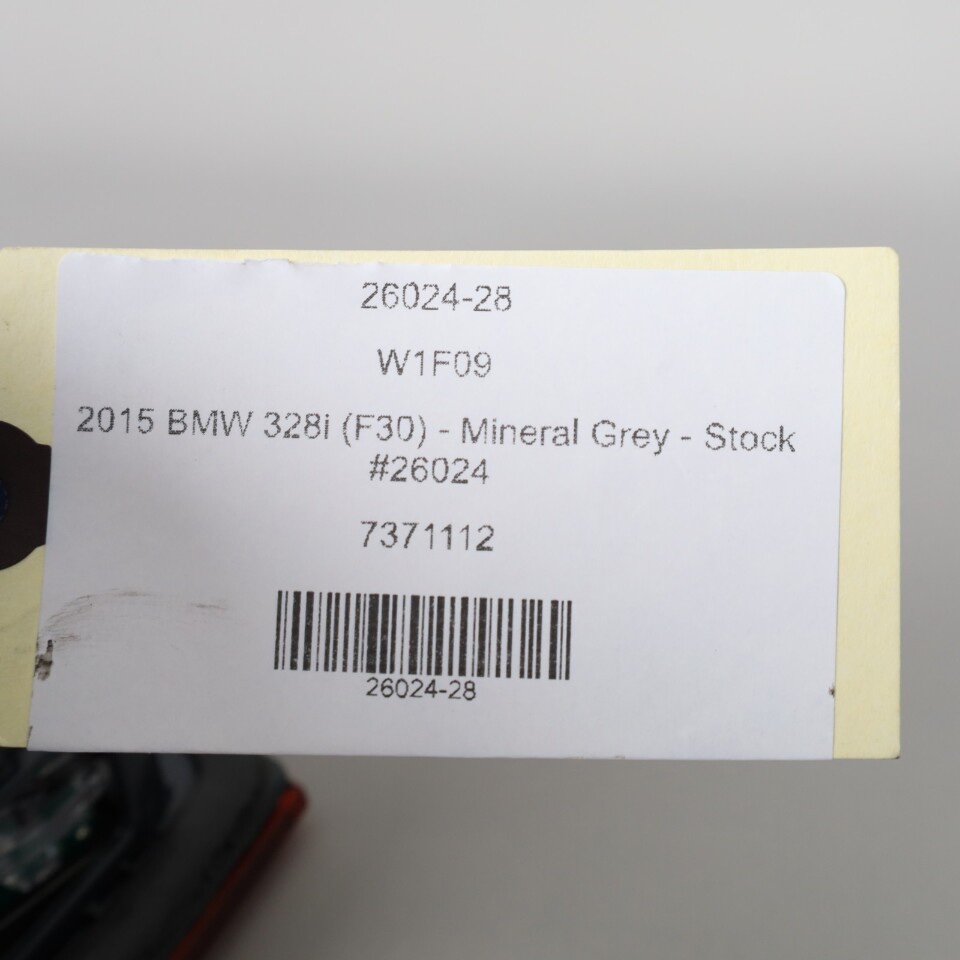 26024-28
W1F09
2015 BMW 328i (F30) - Mineral Grey - Stock
#26024
7371112
26024-28